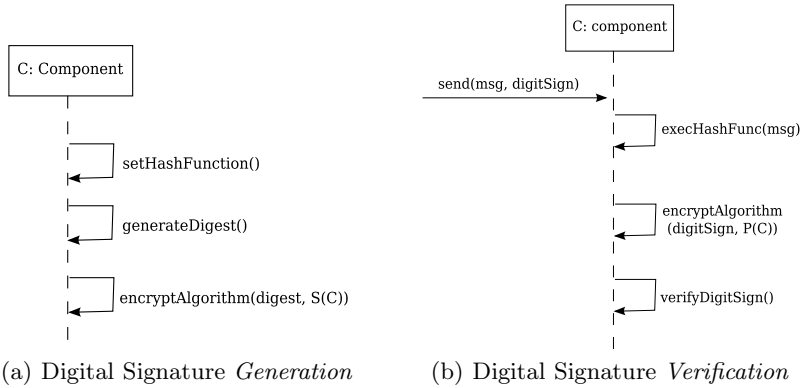 C: Component
setHashFunction()
generateDigest()
encryptAlgorithm(digest, S(C))
(a) Digital Signature Generation
C: component
send(msg, digitSign)
execHashFunc(msg)
encryptAlgorithm
(digitSign, P(C))
verifyDigitSign()
(b) Digital Signature Verification